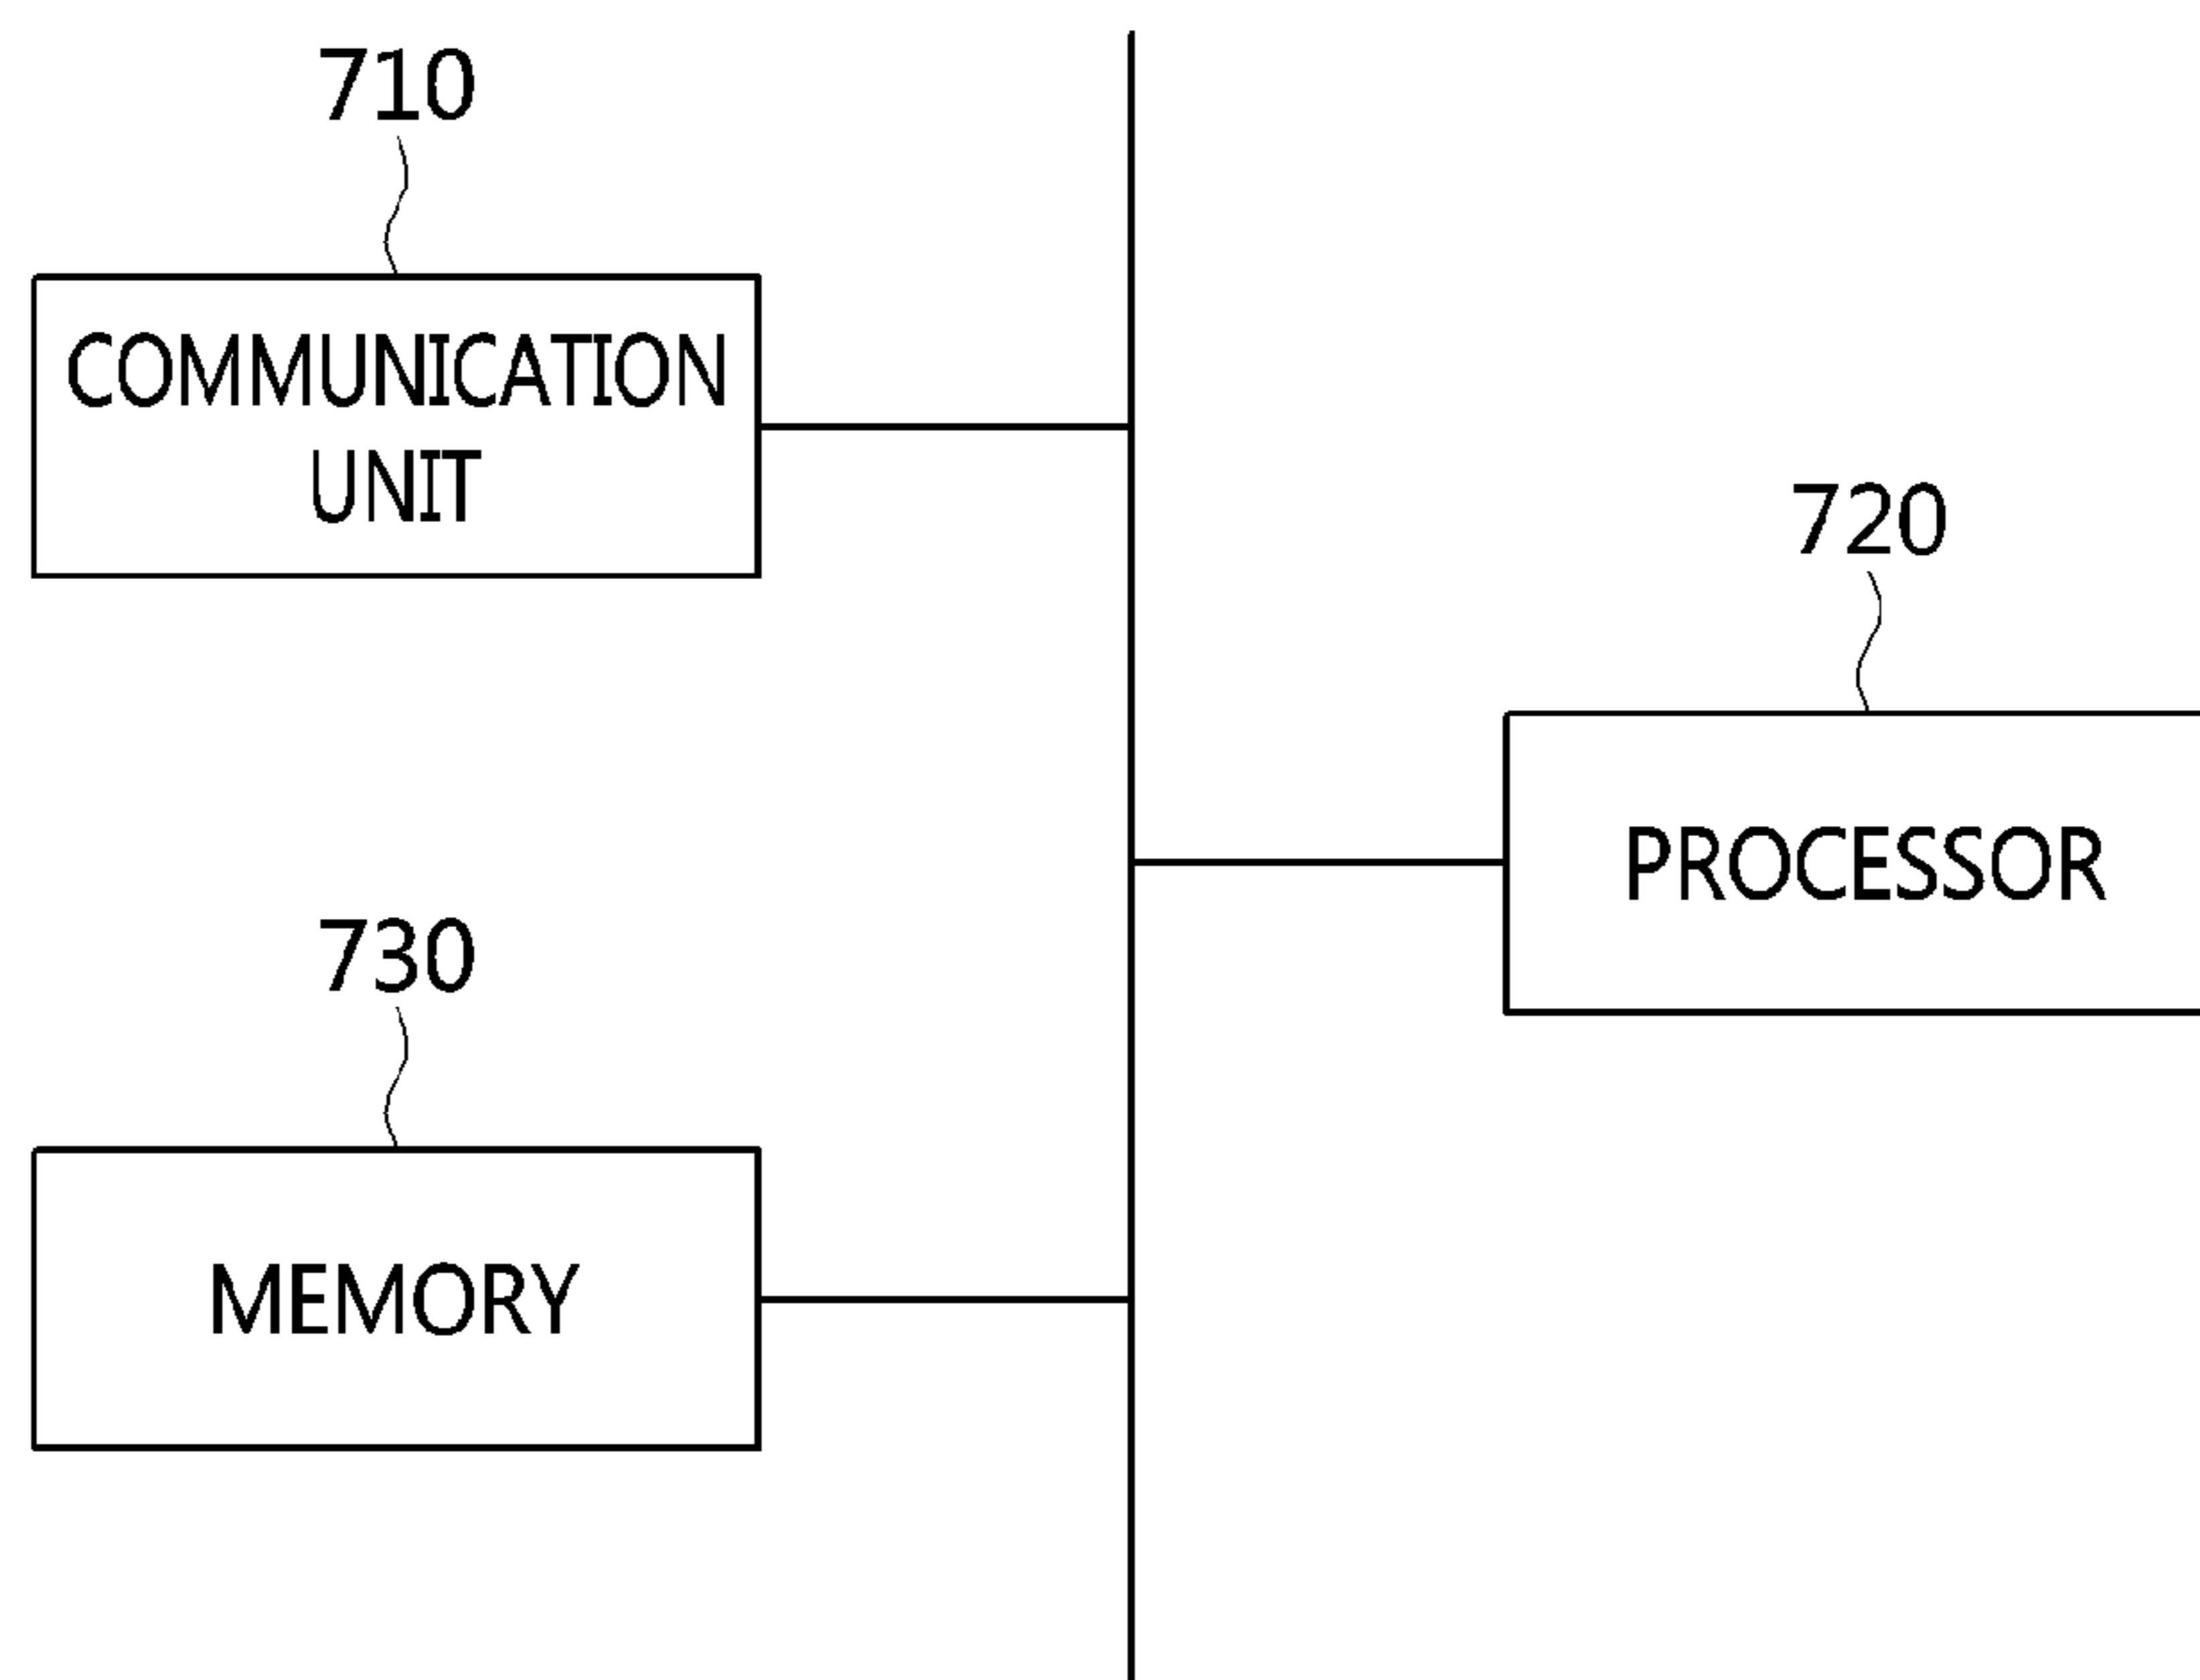 710
COMMUNICATION
UNIT
720
PROCESSOR
730
MEMORY